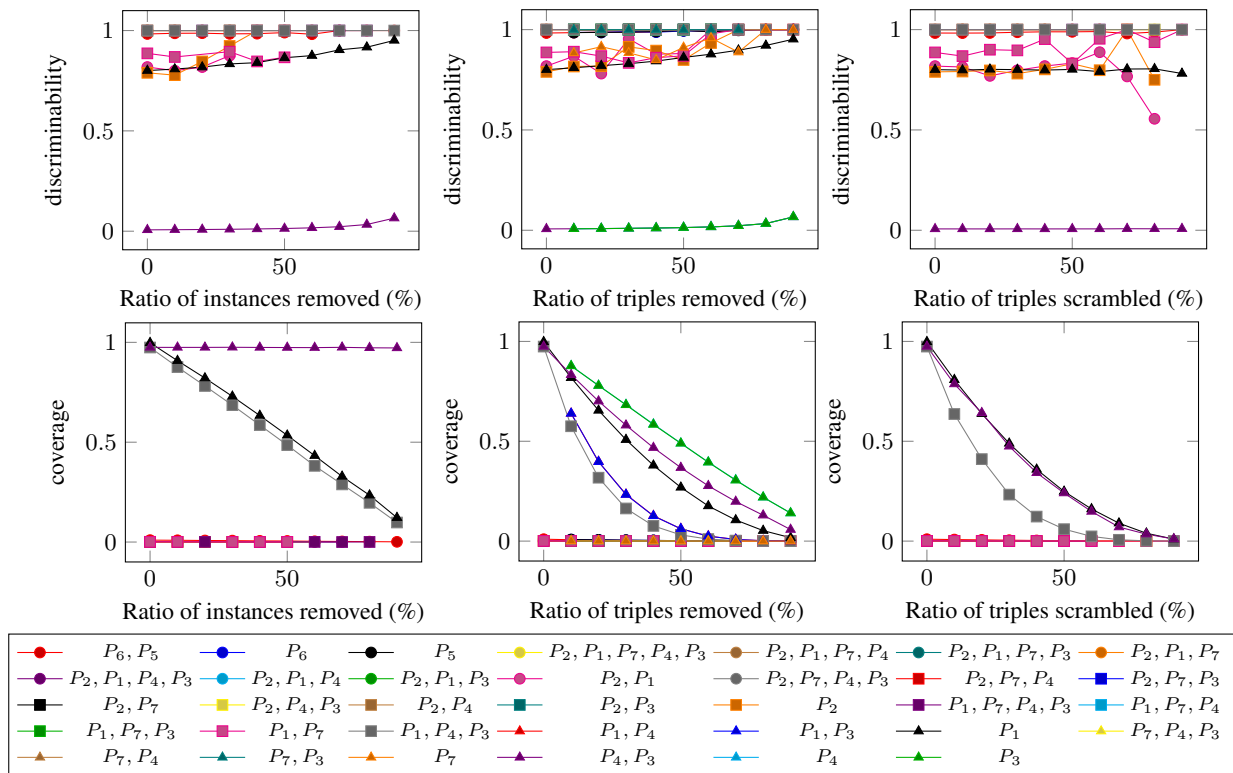 1
0.5
0
discriminability
0 50
Ratio of instances removed (%)
1
0.5
0
discriminability
0 50
Ratio of triples removed (%)
1
0.5
0
discriminability
0 50
Ratio of triples scrambled (%)
1
0.5
0
coverage
0 50
Ratio of instances removed (%)
1
0.5
0
coverage
0 50
Ratio of triples removed (%)
1
0.5
0
coverage
0 50
Ratio of triples scrambled (%)
P6, P5 P6 P5 P2, P1, P7, P4, P3 P2, P1, P7, P4 P2, P1, P7, P3 P2, P1, P7
P2, P1, P4, P3 P2, P1, P4 P2, P1, P3 P2, P1 P2, P7, P4, P3 P2, P7, P4 P2, P7, P3
P2, P7 P2, P4, P3 P2, P4 P2, P3 P2 P1, P7, P4, P3 P1, P7, P4
P1, P7, P3 P1, P7 P1, P4, P3 P1, P4 P1, P3 P1 P7, P4, P3
P7, P4 P7, P3 P7 P4, P3 P4 P3